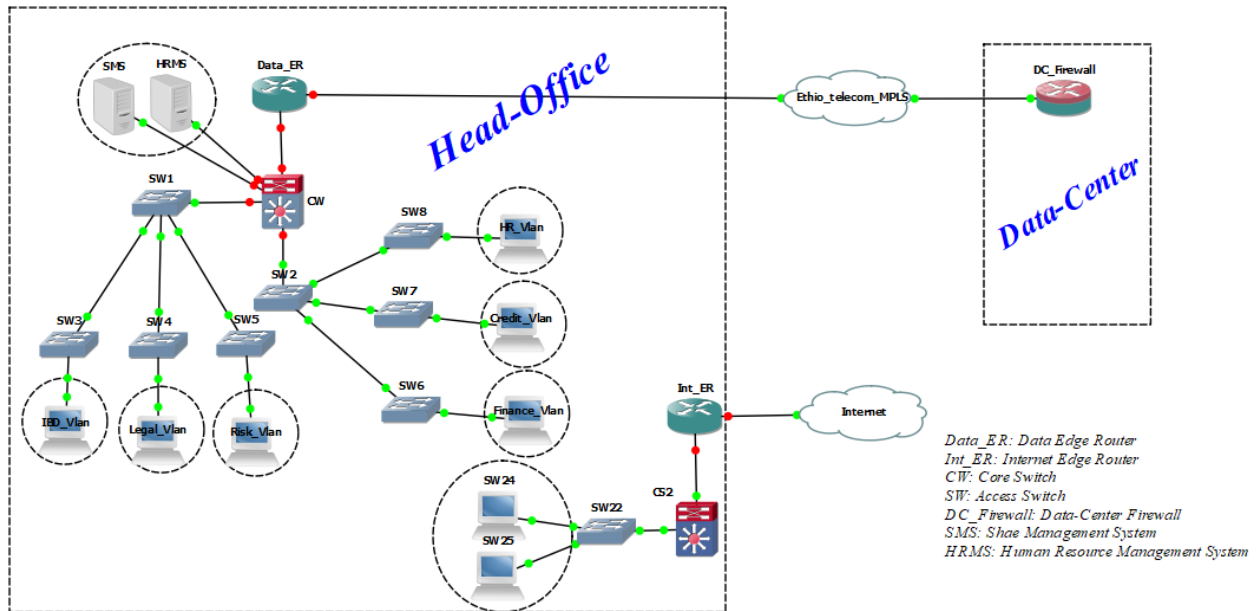 SMS
HRMS
Data_ER
Head-Office
Ethio_telecom_MPLS
DC_Firewall
Data-Center
SW1
CW
SW8
HR_Vlan
SW2
SW7
Credit_Vlan
SW3
SW4
SW5
SW6
Finance_Vlan
IBD_Vlan
Legal_Vlan
Risk_Vlan
Int_ER
Internet
SW24
SW25
SW22
CS2
Data_ER: Data Edge Router
Int_ER: Internet Edge Router
CW: Core Switch
SW: Access Switch
DC_Firewall: Data-Center Firewall
SMS: Shae Management System
HRMS: Human Resource Management System